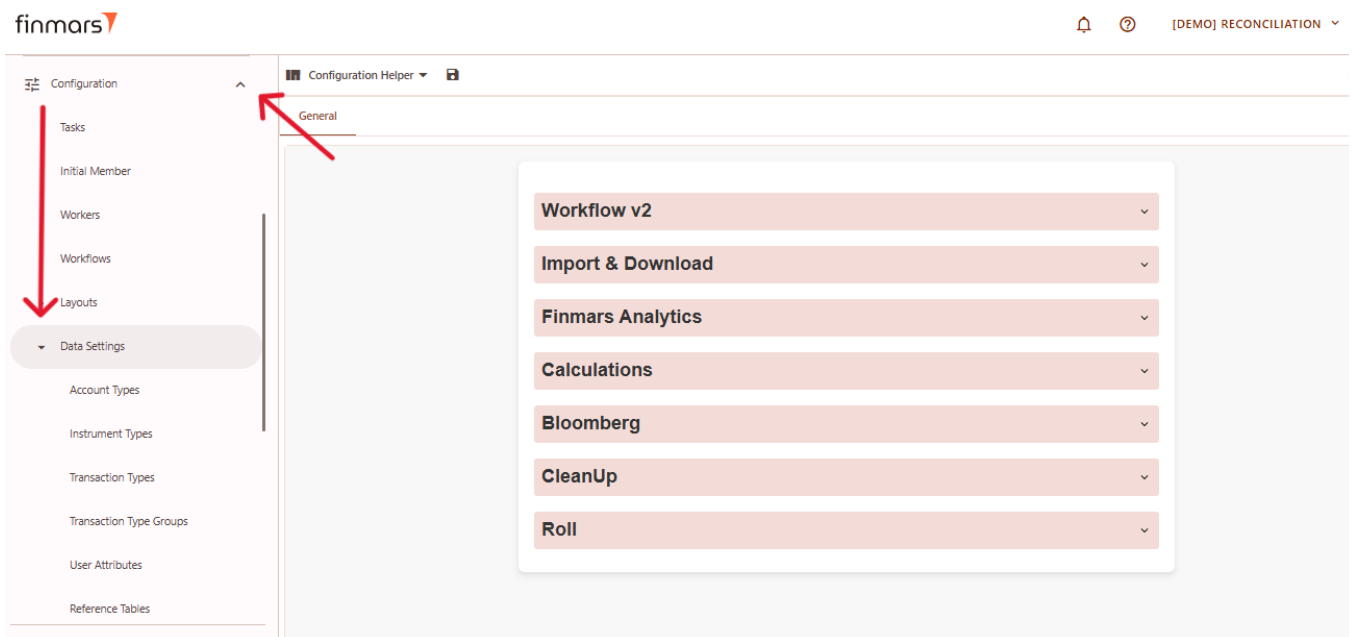 finmars
[DEMO] RECONCILIATION
Configuration
Tasks
Initial Member
Workers
Workflows
Layouts
Data Settings
Account Types
Instrument Types
Transaction Types
Transaction Type Groups
User Attributes
Reference Tables
Configuration Helper
General
Workflow v2
Import & Download
Finmars Analytics
Calculations
Bloomberg
CleanUp
Roll